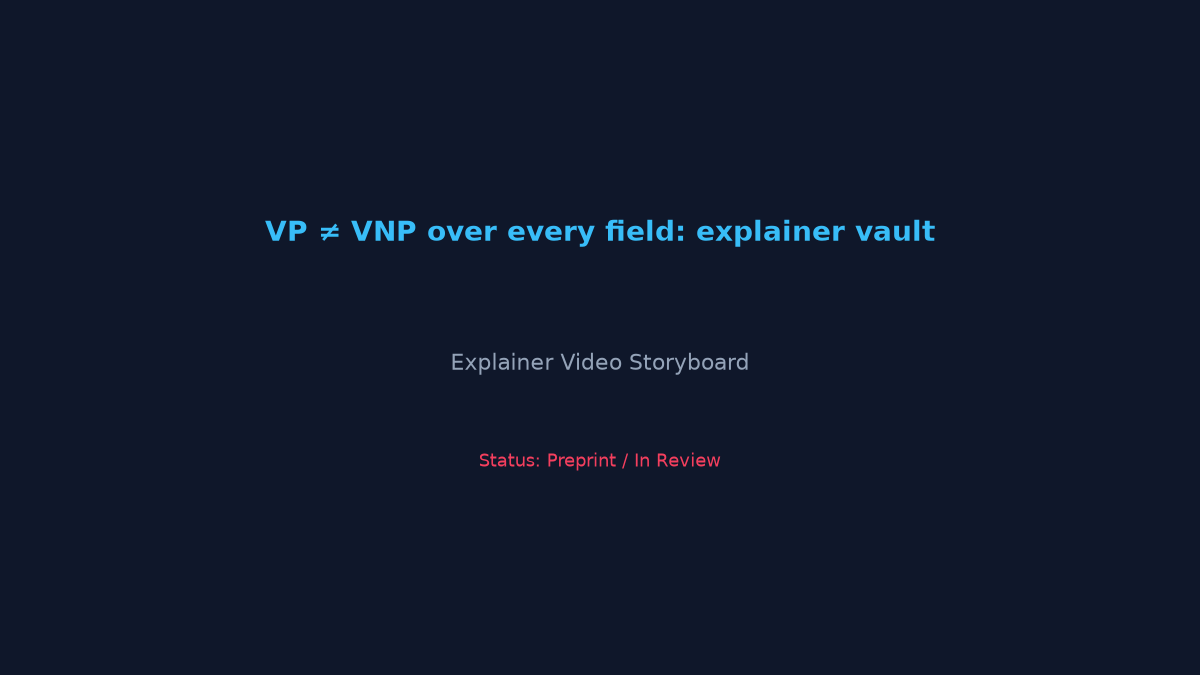 VP ≠ VNP over every field: explainer vault
Explainer Video Storyboard
Status: Preprint / In Review